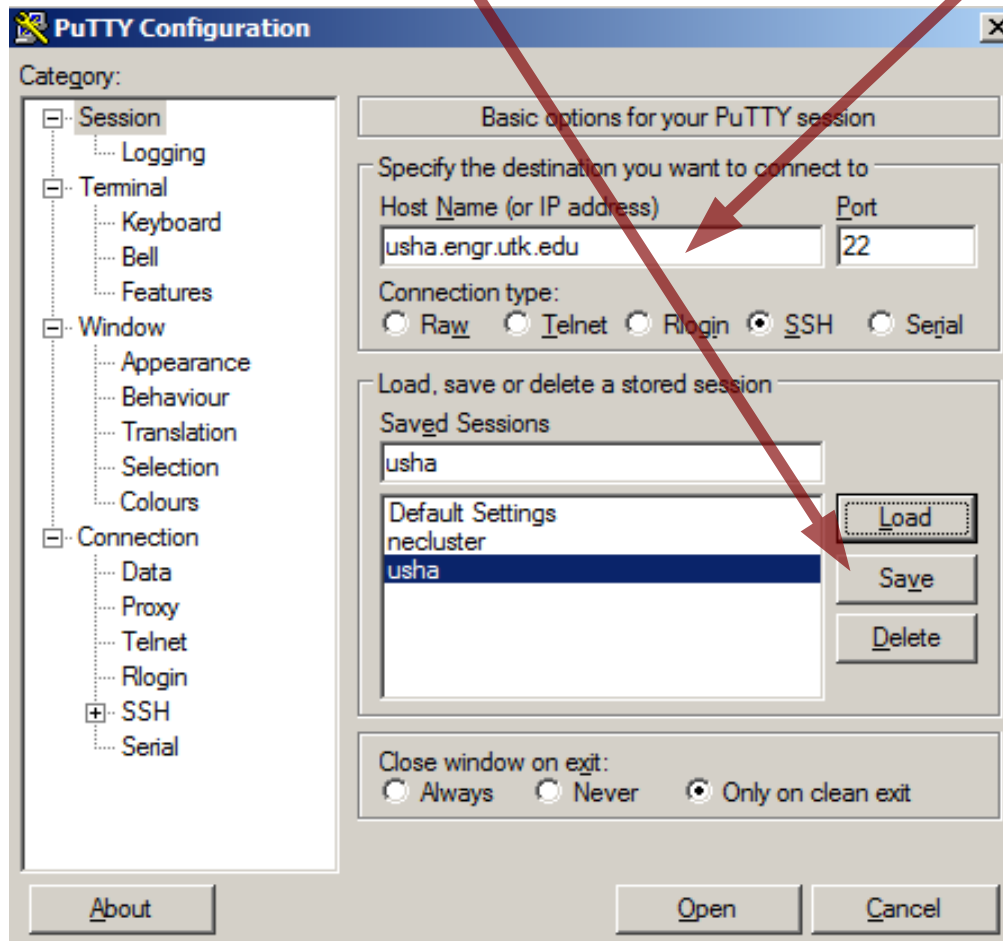 PuTTY Configuration
Category:
Session
Logging
Terminal
Keyboard
Bell
Features
Window
Appearance
Behaviour
Translation
Selection
Colours
Connection
Data
Proxy
Telnet
Rlogin
SSH
Serial
Basic options for your PuTTY session
Specify the destination you want to connect to
Host Name (or IP address) Port
usha.engr.utk.edu 22
Connection type:
Raw Telnet Rlogin SSH Serial
Load, save or delete a stored session
Saved Sessions
usha
Default Settings
necluster
usha
Load
Save
Delete
Close window on exit:
Always Never Only on clean exit
About Open Cancel